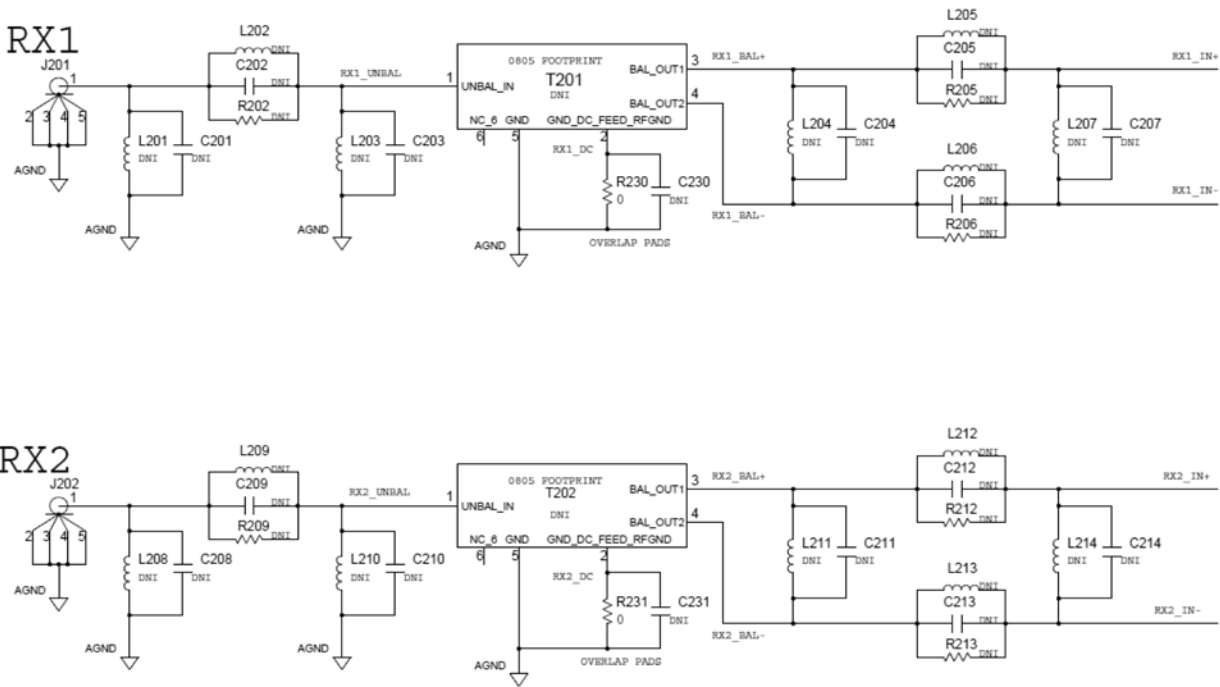 RX1
J201
1
2 3 4 5
AGND
L201
DNI
C201
DNI
AGND
L202
DNI
C202
DNI
R202
DNI
RX1_UNBAL
L203
DNI
C203
DNI
AGND
1
0805 FOOTPRINT
T201
DNI
UNBAL_IN
BAL_OUT1
BAL_OUT2
NC_6 GND GND_DC_FEED_RFGND
6 5 2
3
4
RX1_DC
R230
0
C230
DNI
AGND
OVERLAP PADS
RX1_BAL+
RX1_BAL-
L204
DNI
C204
DNI
L205
DNI
C205
DNI
R205
DNI
L206
DNI
C206
DNI
R206
DNI
L207
DNI
C207
DNI
RX1_IN+
RX1_IN-
RX2
J202
1
2 3 4 5
AGND
L208
DNI
C208
DNI
AGND
L209
DNI
C209
DNI
R209
DNI
RX2_UNBAL
L210
DNI
C210
DNI
AGND
1
0805 FOOTPRINT
T202
DNI
UNBAL_IN
BAL_OUT1
BAL_OUT2
NC_6 GND GND_DC_FEED_RFGND
6 5 2
3
4
RX2_DC
R231
0
C231
DNI
AGND
OVERLAP PADS
RX2_BAL+
RX2_BAL-
L211
DNI
C211
DNI
L212
DNI
C212
DNI
R212
DNI
L213
DNI
C213
DNI
R213
DNI
L214
DNI
C214
DNI
RX2_IN+
RX2_IN-